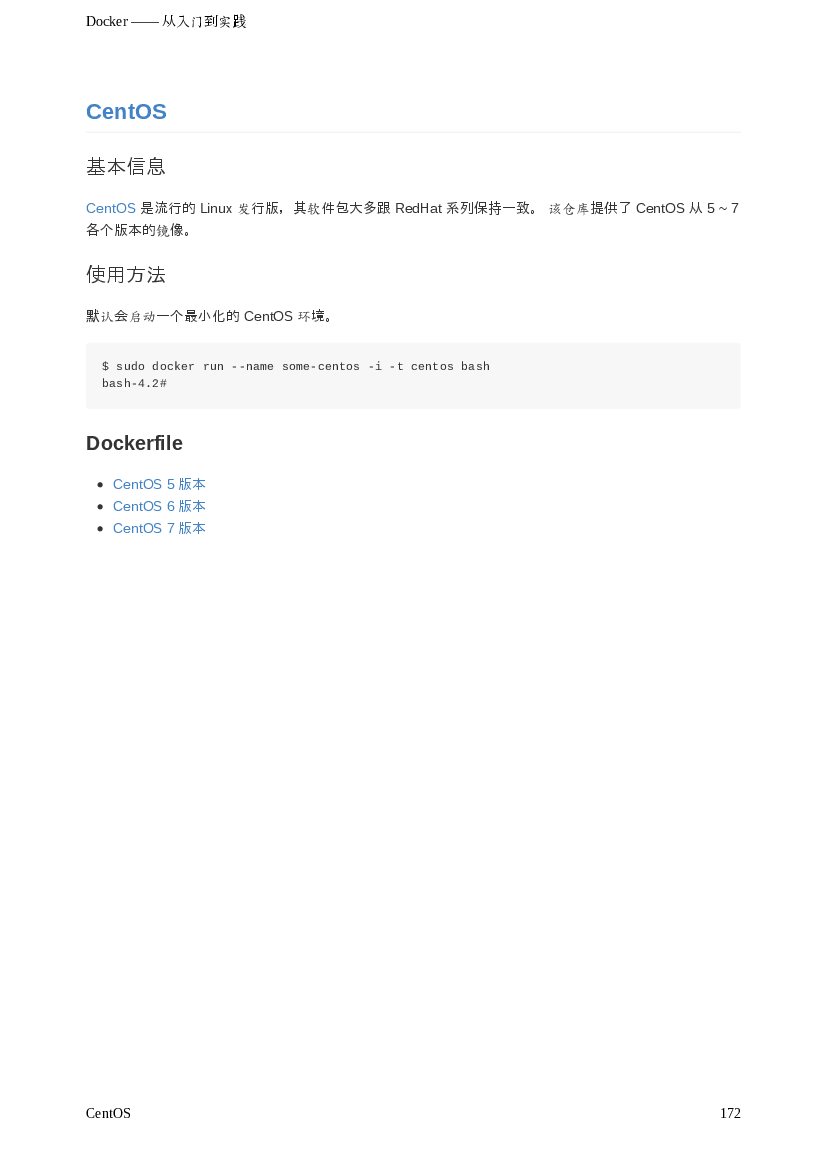 Docker —— 从入门到实践
CentOS
基本信息
CentOS 是流行的 Linux 发行版，其软件包大多跟 RedHat 系列保持一致。 该仓库提供了 CentOS 从 5 ~ 7
各个版本的镜像。
使用方法
默认会启动一个最小化的 CentOS 环境。
$ sudo docker run --name some-centos -i -t centos bash
bash-4.2#
Dockerfile
• CentOS 5 版本
• CentOS 6 版本
• CentOS 7 版本
CentOS 172